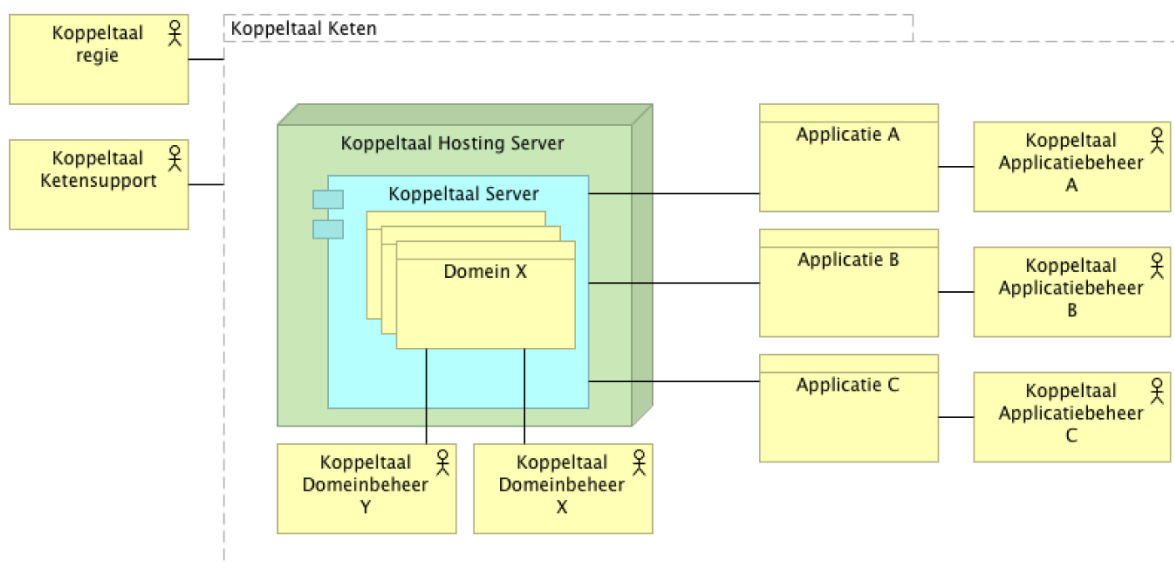 Koppeltaal
regie
Koppeltaal Keten
Koppeltaal
Ketensupport
Koppeltaal Hosting Server
Koppeltaal Server
Domein X
Applicatie A
Koppeltaal
Applicatiebeheer
A
Applicatie B
Koppeltaal
Applicatiebeheer
B
Applicatie C
Koppeltaal
Applicatiebeheer
C
Koppeltaal
Domeinbeheer
Y
Koppeltaal
Domeinbeheer
X